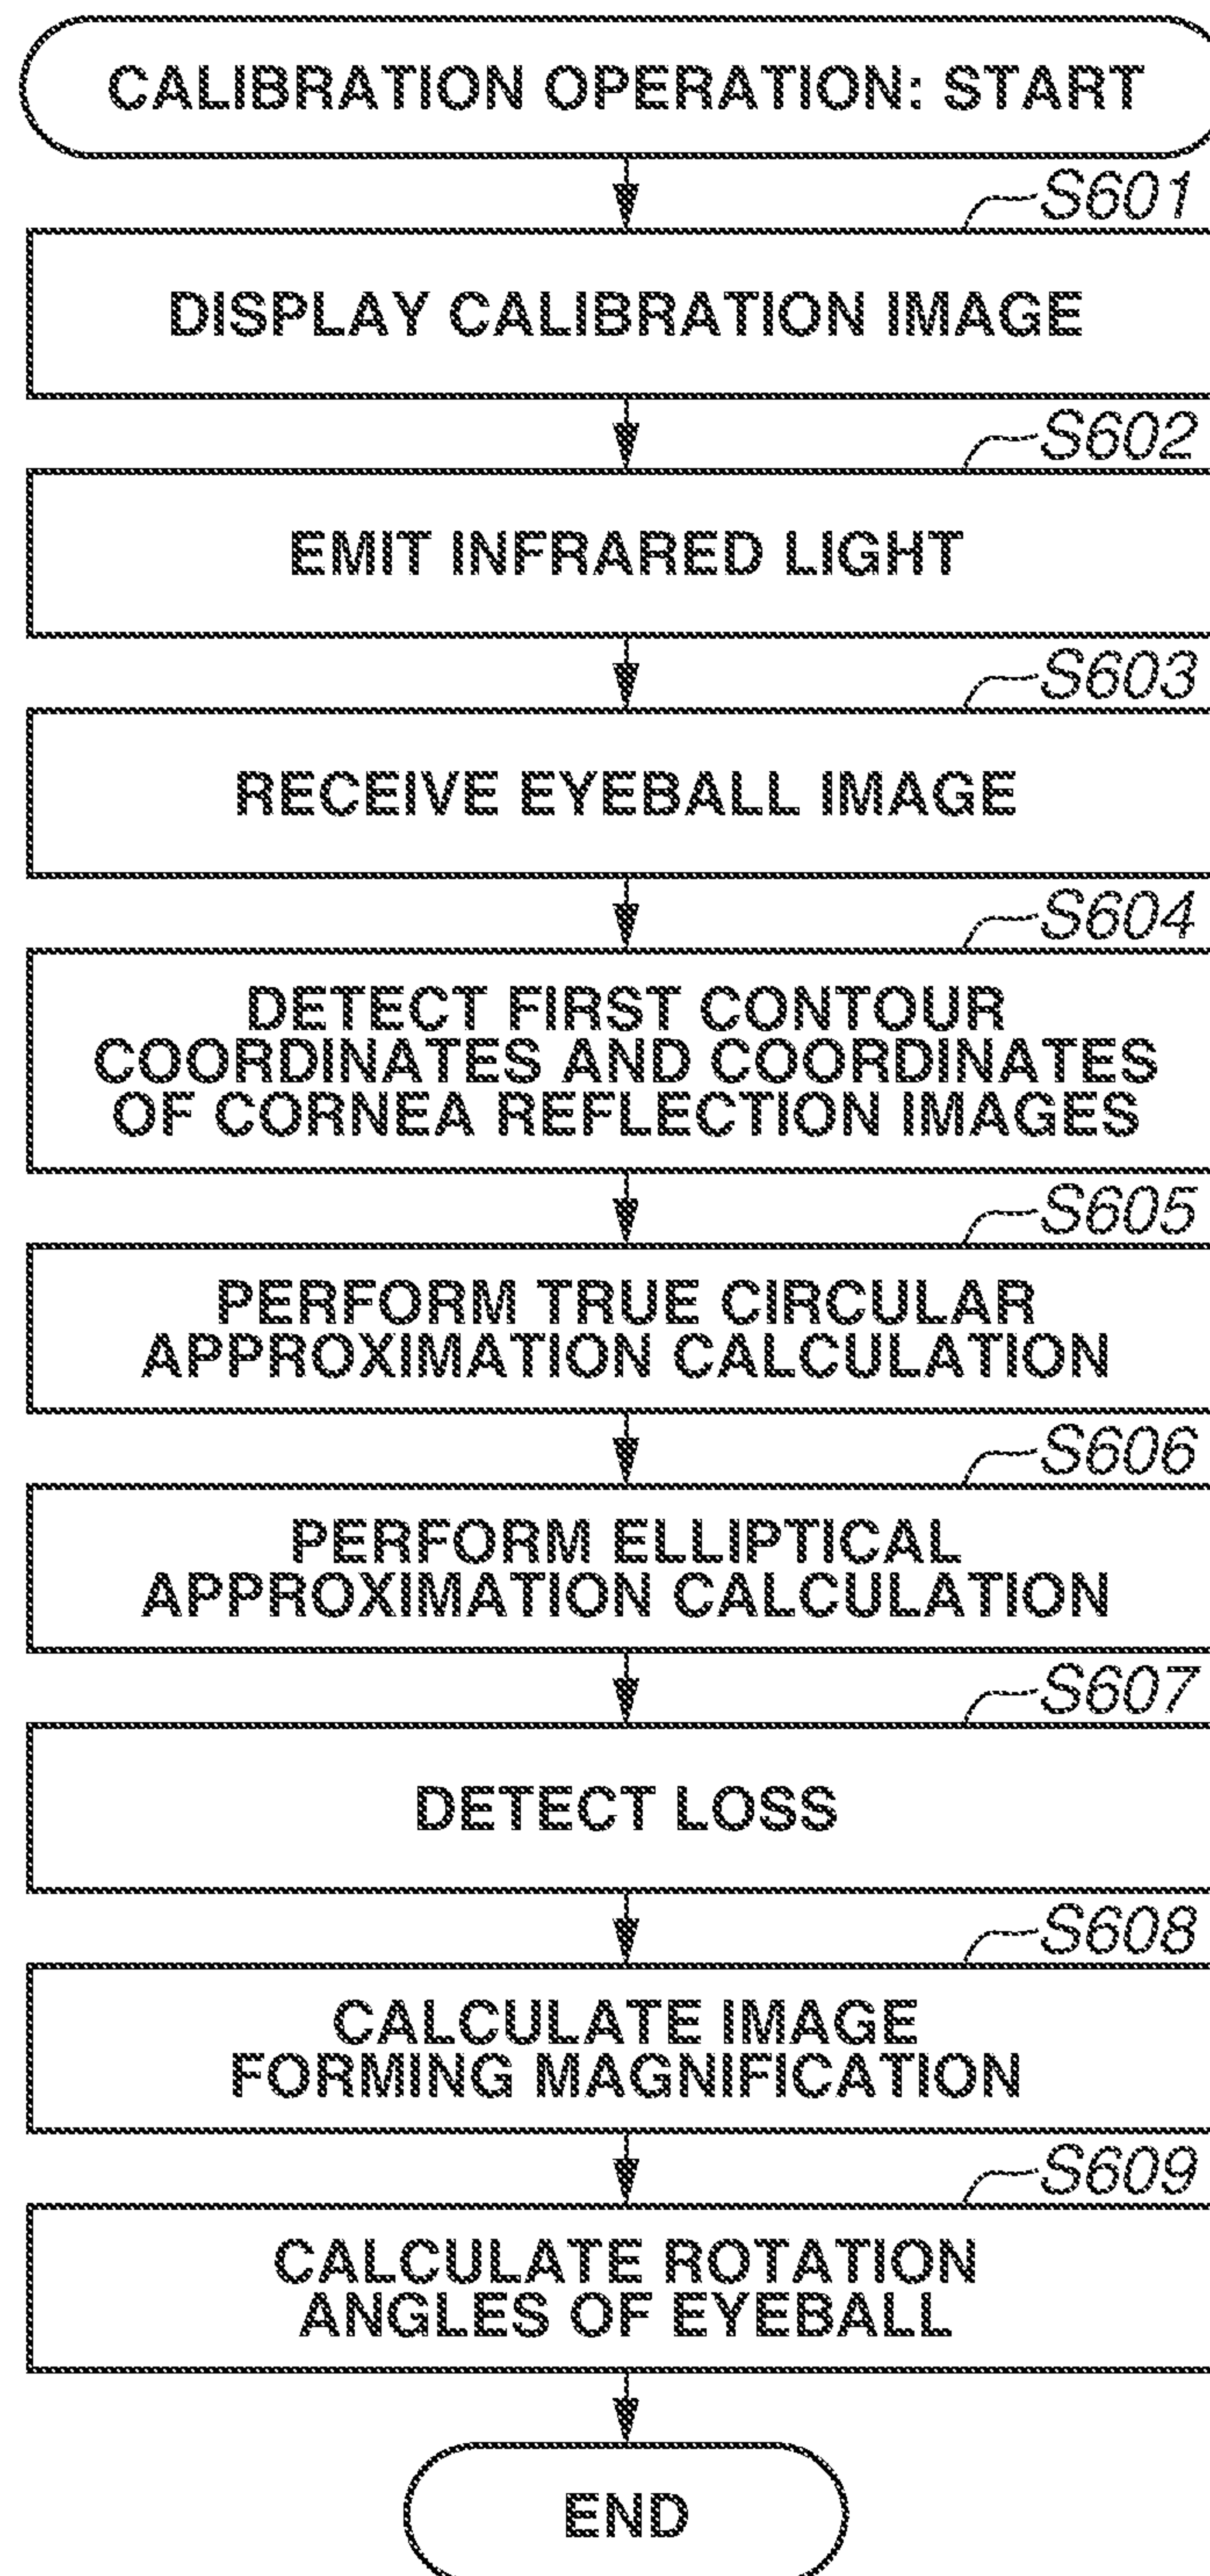 CALIBRATION OPERATION: START
S601
DISPLAY CALIBRATION IMAGE
S602
EMIT INFRARED LIGHT
S603
RECEIVE EYEBALL IMAGE
S604
DETECT FIRST CONTOUR
COORDINATES AND COORDINATES
OF CORNEA REFLECTION IMAGES
S605
PERFORM TRUE CIRCULAR
APPROXIMATION CALCULATION
S606
PERFORM ELLIPTICAL
APPROXIMATION CALCULATION
S607
DETECT LOSS
S608
CALCULATE IMAGE
FORMING MAGNIFICATION
S609
CALCULATE ROTATION
ANGLES OF EYEBALL
END